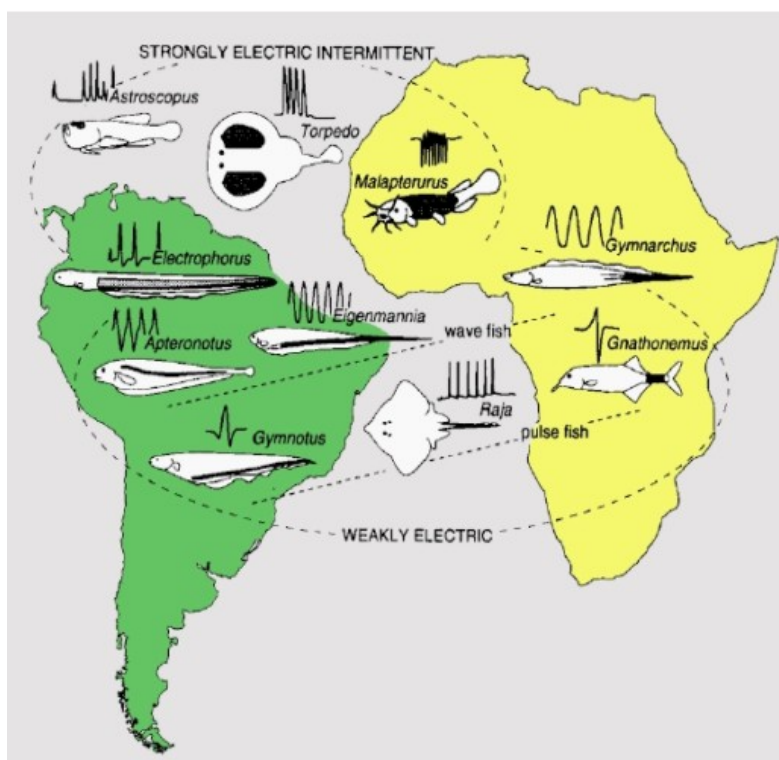 STRONGLY ELECTRIC INTERMITTENT
Astroscopus
Torpedo
Malapterurus
Electrophorus
Gymnarchus
Eigenmannia
Apteronotus
wave fish
Gnathonemus
Raja
Gymnotus
pulse fish
WEAKLY ELECTRIC